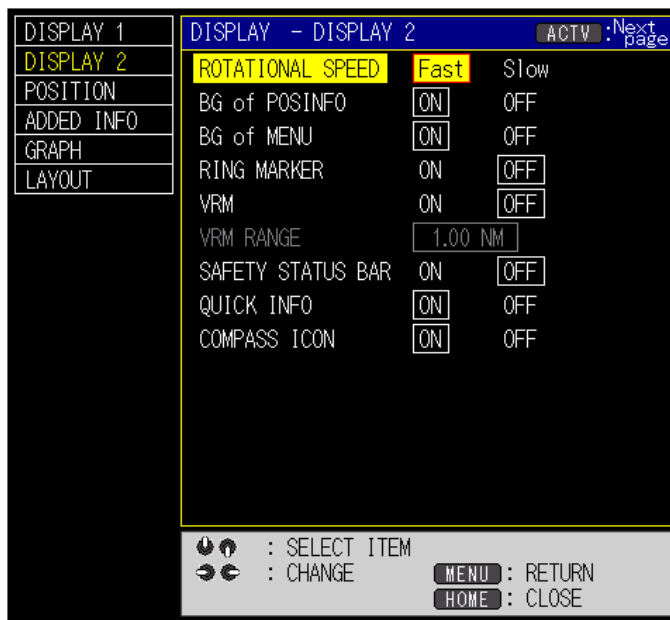 DISPLAY 1
DISPLAY 2
POSITION
ADDED INFO
GRAPH
LAYOUT
DISPLAY - DISPLAY 2 ACTV :Next page
ROTATIONAL SPEED Fast Slow
BG of POSINFO ON OFF
BG of MENU ON OFF
RING MARKER ON OFF
VRM ON OFF
VRM RANGE 1.00 NM
SAFETY STATUS BAR ON OFF
QUICK INFO ON OFF
COMPASS ICON ON OFF
: SELECT ITEM
: CHANGE MENU : RETURN
HOME : CLOSE